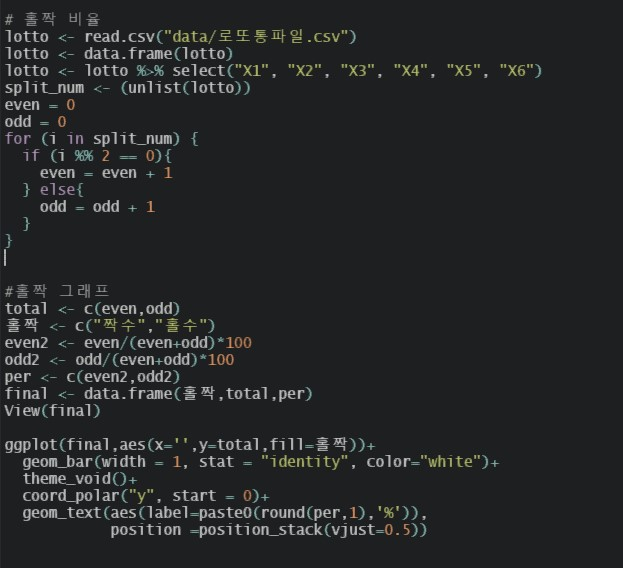 # 홀짝 비율
lotto <- read.csv("data/로또통파일.csv")
lotto <- data.frame(lotto)
lotto <- lotto %>% select("X1", "X2", "X3", "X4", "X5", "X6")
split_num <- (unlist(lotto))
even = 0
odd = 0
for (i in split_num) {
  if (i %% 2 == 0){
    even = even + 1
  } else{
    odd = odd + 1
  }
}
#홀짝 그래프
total <- c(even,odd)
홀짝 <- c("짝수","홀수")
even2 <- even/(even+odd)*100
odd2 <- odd/(even+odd)*100
per <- c(even2,odd2)
final <- data.frame(홀짝,total,per)
View(final)
ggplot(final,aes(x='',y=total,fill=홀짝))+
  geom_bar(width = 1, stat = "identity", color="white")+
  theme_void()+
  coord_polar("y", start = 0)+
  geom_text(aes(label=paste0(round(per,1),'%')),
            position =position_stack(vjust=0.5))